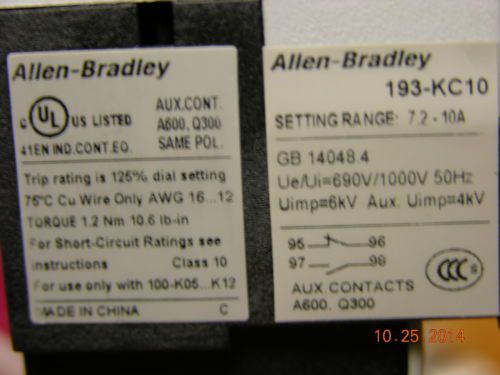 Allen-Bradley
c UL US LISTED
41EN IND.CONT.EQ.
AUX.CONT.
A600, Q300
SAME POL.
Trip rating is 125% dial setting
75°C Cu Wire Only AWG 16...12
TORQUE 1.2 Nm 10.6 lb-in
For Short-Circuit Ratings see
instructions Class 10
For use only with 100-K05...K12
MADE IN CHINA C
Allen-Bradley
193-KC10
SETTING RANGE: 7.2 - 10A
GB 14048.4
Ue/Ui=690V/1000V 50Hz
Uimp=6kV Aux. Uimp=4kV
95 96
97 98
CCC S
AUX.CONTACTS
A600. Q300
10.25.2014